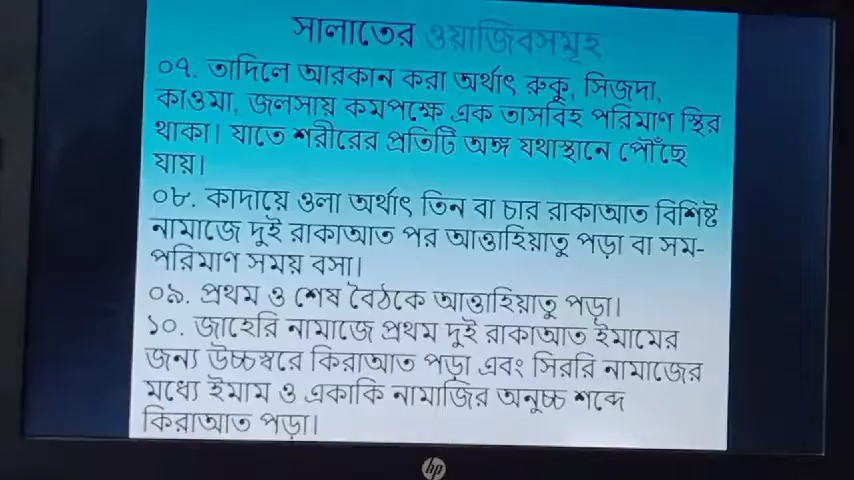 সালাতের ওয়াজিবসমূহ
০৭. তাদিলে আরকান করা অর্থাৎ রুকু, সিজদা,
কাওমা, জলসায় কমপক্ষে এক তাসবিহ পরিমাণ স্থির
থাকা। যাতে শরীরের প্রতিটি অঙ্গ যথাস্থানে পৌঁছে
যায়।
০৮. কাদায়ে ওলা অর্থাৎ তিন বা চার রাকাআত বিশিষ্ট
নামাজে দুই রাকাআত পর আত্তাহিয়াতু পড়া বা সম-
পরিমাণ সময় বসা।
০৯. প্রথম ও শেষ বৈঠকে আত্তাহিয়াতু পড়া।
১০. জাহেরি নামাজে প্রথম দুই রাকাআত ইমামের
জন্য উচ্চস্বরে কিরাআত পড়া এবং সিররি নামাজের
মধ্যে ইমাম ও একাকি নামাজির অনুচ্চ শব্দে
কিরাআত পড়া।
hp